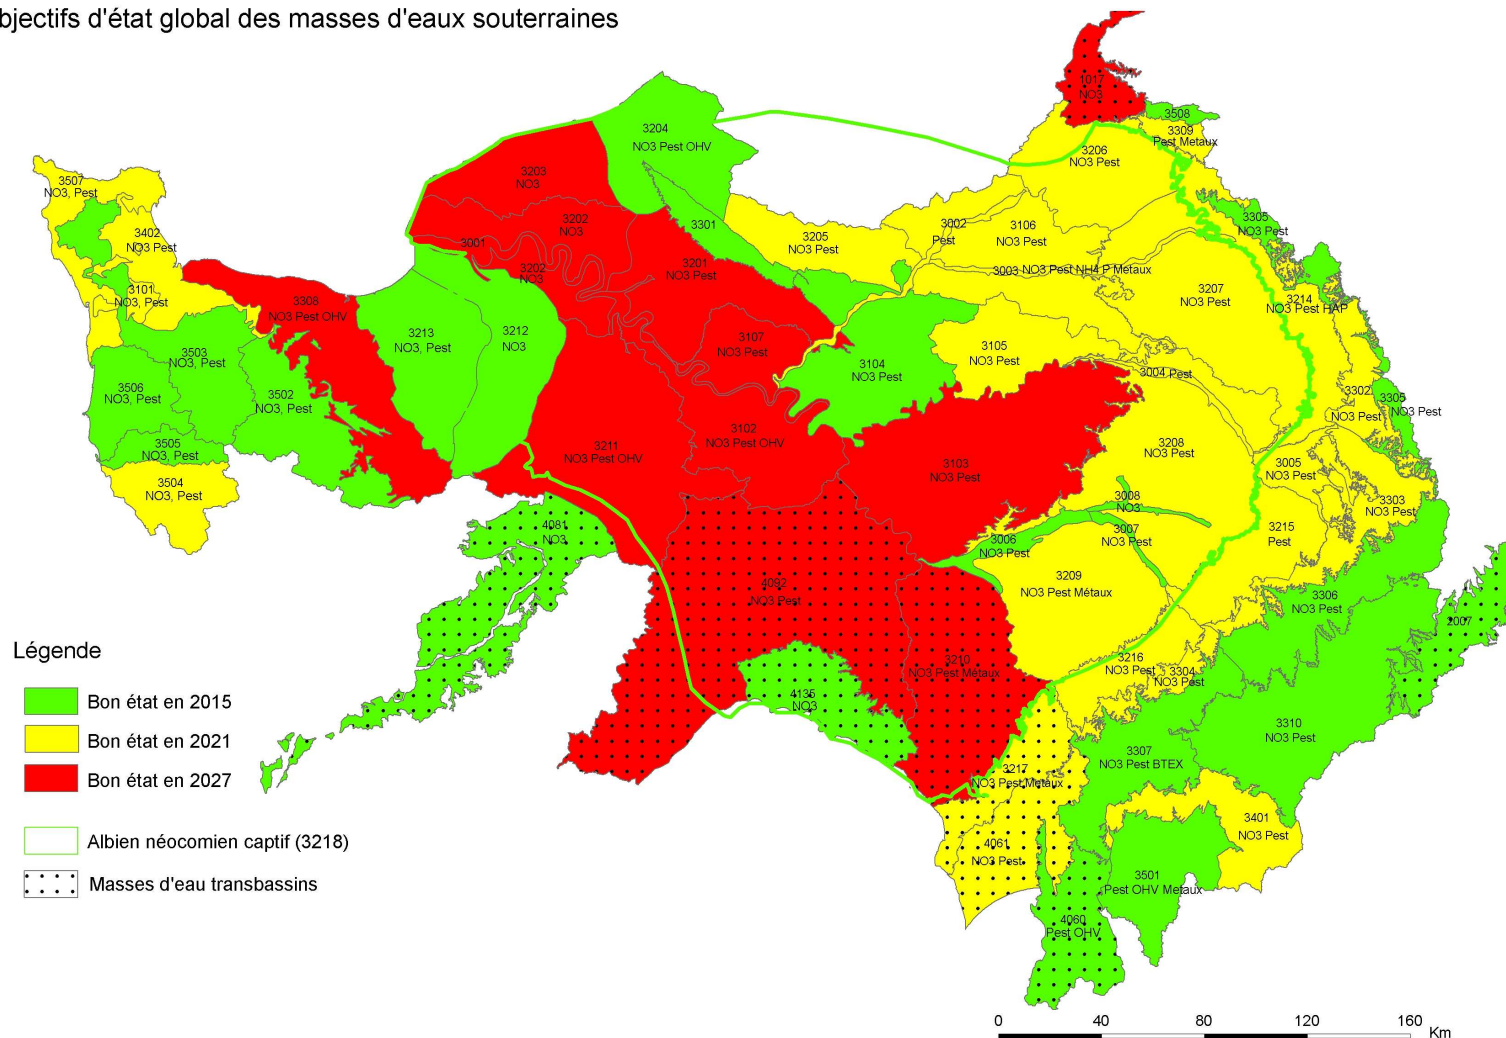 bjectifs d'état global des masses d'eaux souterraines
1017
NO3
3508
3309
Pest Metaux
3204
NO3 Pest OHV
3206
NO3 Pest
3203
NO3
3507
NO3, Pest
3402
NO3 Pest
3202
NO3
3301
3205
NO3 Pest
3002
Pest
3106
NO3 Pest
3305
NO3 Pest
3001
3202
NO3
3201
NO3 Pest
3003 NO3 Pest NH4 P Metaux
3101
NO3, Pest
3308
NO3 Pest OHV
3207
NO3 Pest
3214
NO3 Pest HAP
3213
NO3, Pest
3212
NO3
3107
NO3 Pest
3105
NO3 Pest
3503
NO3, Pest
3104
NO3 Pest
3004 Pest
3506
NO3, Pest
3502
NO3, Pest
3302
NO3 Pest
3305
NO3 Pest
3505
NO3, Pest
3211
NO3 Pest OHV
3102
NO3 Pest OHV
3208
NO3 Pest
3103
NO3 Pest
3005
NO3 Pest
3504
NO3, Pest
3008
NO3
3303
NO3 Pest
4081
NO3
3006
NO3 Pest
3007
NO3 Pest
3215
Pest
4092
NO3 Pest
3209
NO3 Pest Métaux
3306
NO3 Pest
2007
3210
NO3 Pest Métaux
3216
NO3 Pest
3304
NO3 Pest
4135
NO3
3310
NO3 Pest
3307
NO3 Pest BTEX
3217
NO3 Pest Metaux
3401
NO3 Pest
4061
NO3 Pest
3501
Pest OHV Metaux
4060
Pest OHV
Légende
Bon état en 2015
Bon état en 2021
Bon état en 2027
Albien néocomien captif (3218)
Masses d'eau transbassins
0 40 80 120 160
Km